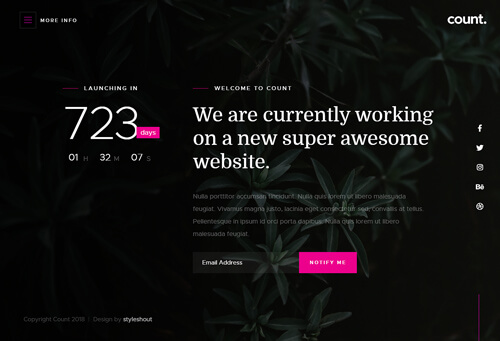 MORE INFO
count.
LAUNCHING IN
723 days
01 H 32 M 07 S
WELCOME TO COUNT
We are currently working
on a new super awesome
website.
Nulla porttitor accumsan tincidunt. Nulla quis lorem ut libero malesuada
feugiat. Vivamus magna justo, lacinia eget consectetur sed, convallis at tellus.
Pellentesque in ipsum id orci porta dapibus. Nulla quis lorem ut libero
malesuada feugiat.
Email Address
NOTIFY ME
Bē
Copyright Count 2018 | Design by styleshout